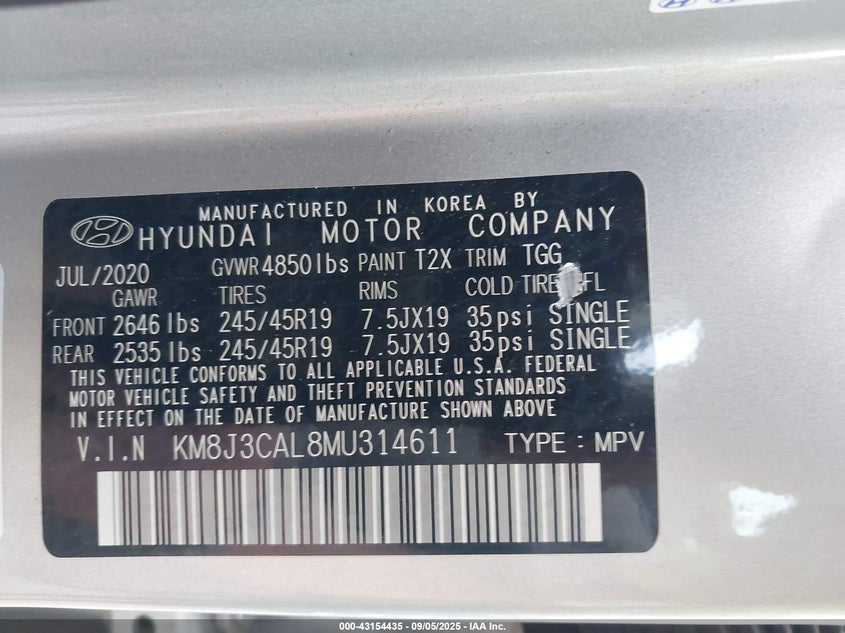 MANUFACTURED IN KOREA BY
HYUNDAI MOTOR COMPANY
JUL/2020 GVWR 4850lbs PAINT T2X TRIM TGG
GAWR TIRES RIMS COLD TIRE
FRONT 2646 lbs 245/45R19 7.5JX19 35psi SINGLE
REAR 2535 lbs 245/45R19 7.5JX19 35psi SINGLE
THIS VEHICLE CONFORMS TO ALL APPLICABLE U.S.A. FEDERAL
MOTOR VEHICLE SAFETY AND THEFT PREVENTION STANDARDS
IN EFFECT ON THE DATE OF MANUFACTURE SHOWN ABOVE
V.I.N KM8J3CAL8MU314611 TYPE : MPV
000-43154435 - 09/05/2025 - IAA Inc.